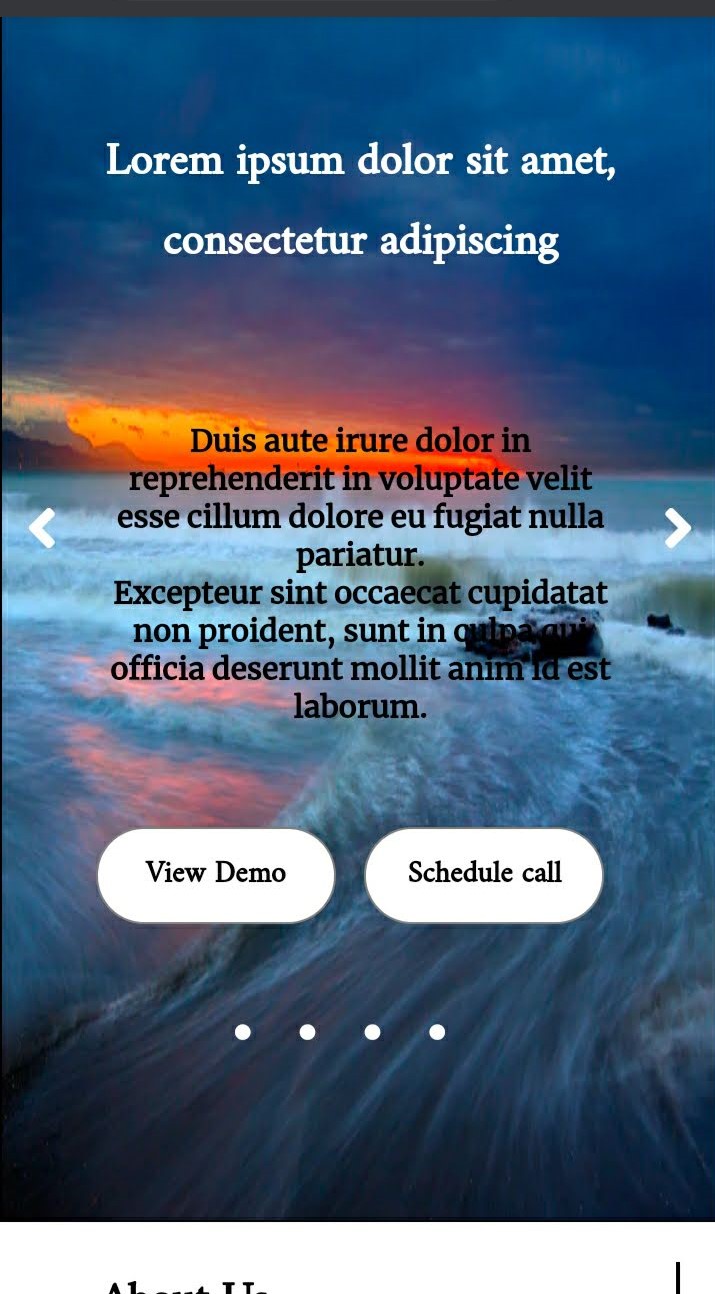 Lorem ipsum dolor sit amet,
consectetur adipiscing
Duis aute irure dolor in
reprehenderit in voluptate velit
esse cillum dolore eu fugiat nulla
pariatur.
Excepteur sint occaecat cupidatat
non proident, sunt in culpa qui
officia deserunt mollit anim id est
laborum.
View Demo
Schedule call
About Us